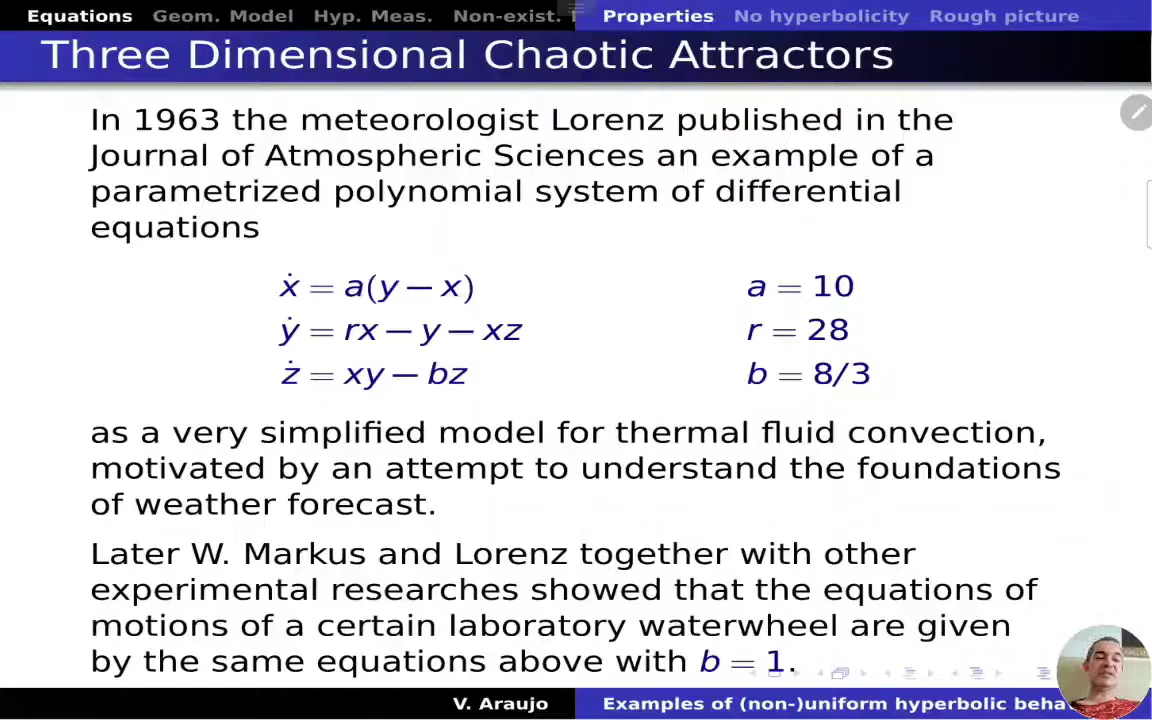 Equations Geom. Model Hyp. Meas. Non-exist. Properties No hyperbolicity Rough picture
Three Dimensional Chaotic Attractors
In 1963 the meteorologist Lorenz published in the
Journal of Atmospheric Sciences an example of a
parametrized polynomial system of differential
equations
ẋ = a(y − x) a = 10
ẏ = rx − y − xz r = 28
ż = xy − bz b = 8/3
as a very simplified model for thermal fluid convection,
motivated by an attempt to understand the foundations
of weather forecast.
Later W. Markus and Lorenz together with other
experimental researches showed that the equations of
motions of a certain laboratory waterwheel are given
by the same equations above with b = 1.
V. Araujo Examples of (non-)uniform hyperbolic beha